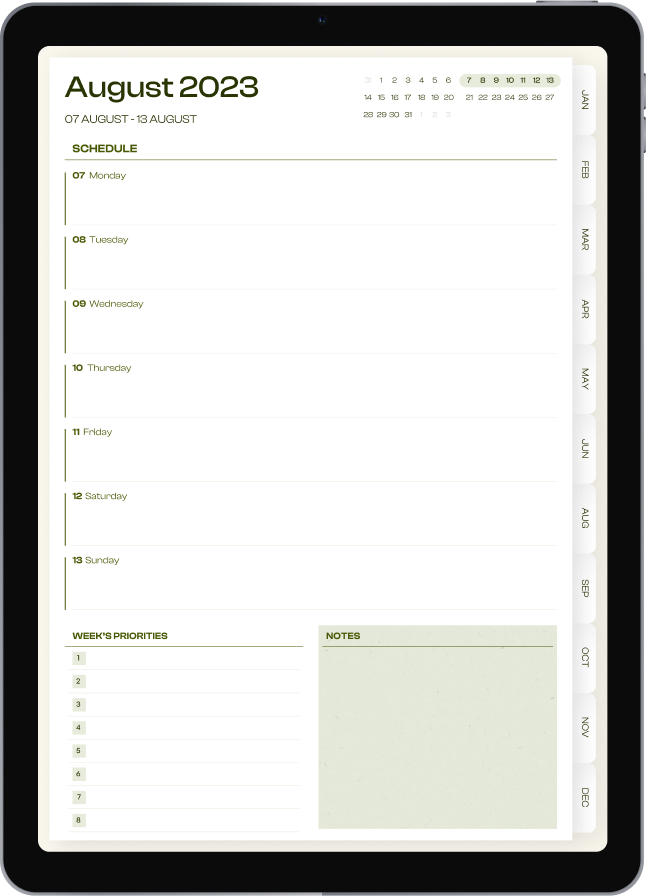 August 2023
07 AUGUST - 13 AUGUST
31 1 2 3 4 5 6 7 8 9 10 11 12 13
14 15 16 17 18 19 20 21 22 23 24 25 26 27
28 29 30 31 1 2 3
SCHEDULE
07 Monday
08 Tuesday
09 Wednesday
10 Thursday
11 Friday
12 Saturday
13 Sunday
WEEK'S PRIORITIES
1
2
3
4
5
6
7
8
NOTES
JAN
FEB
MAR
APR
MAY
JUN
AUG
SEP
OCT
NOV
DEC